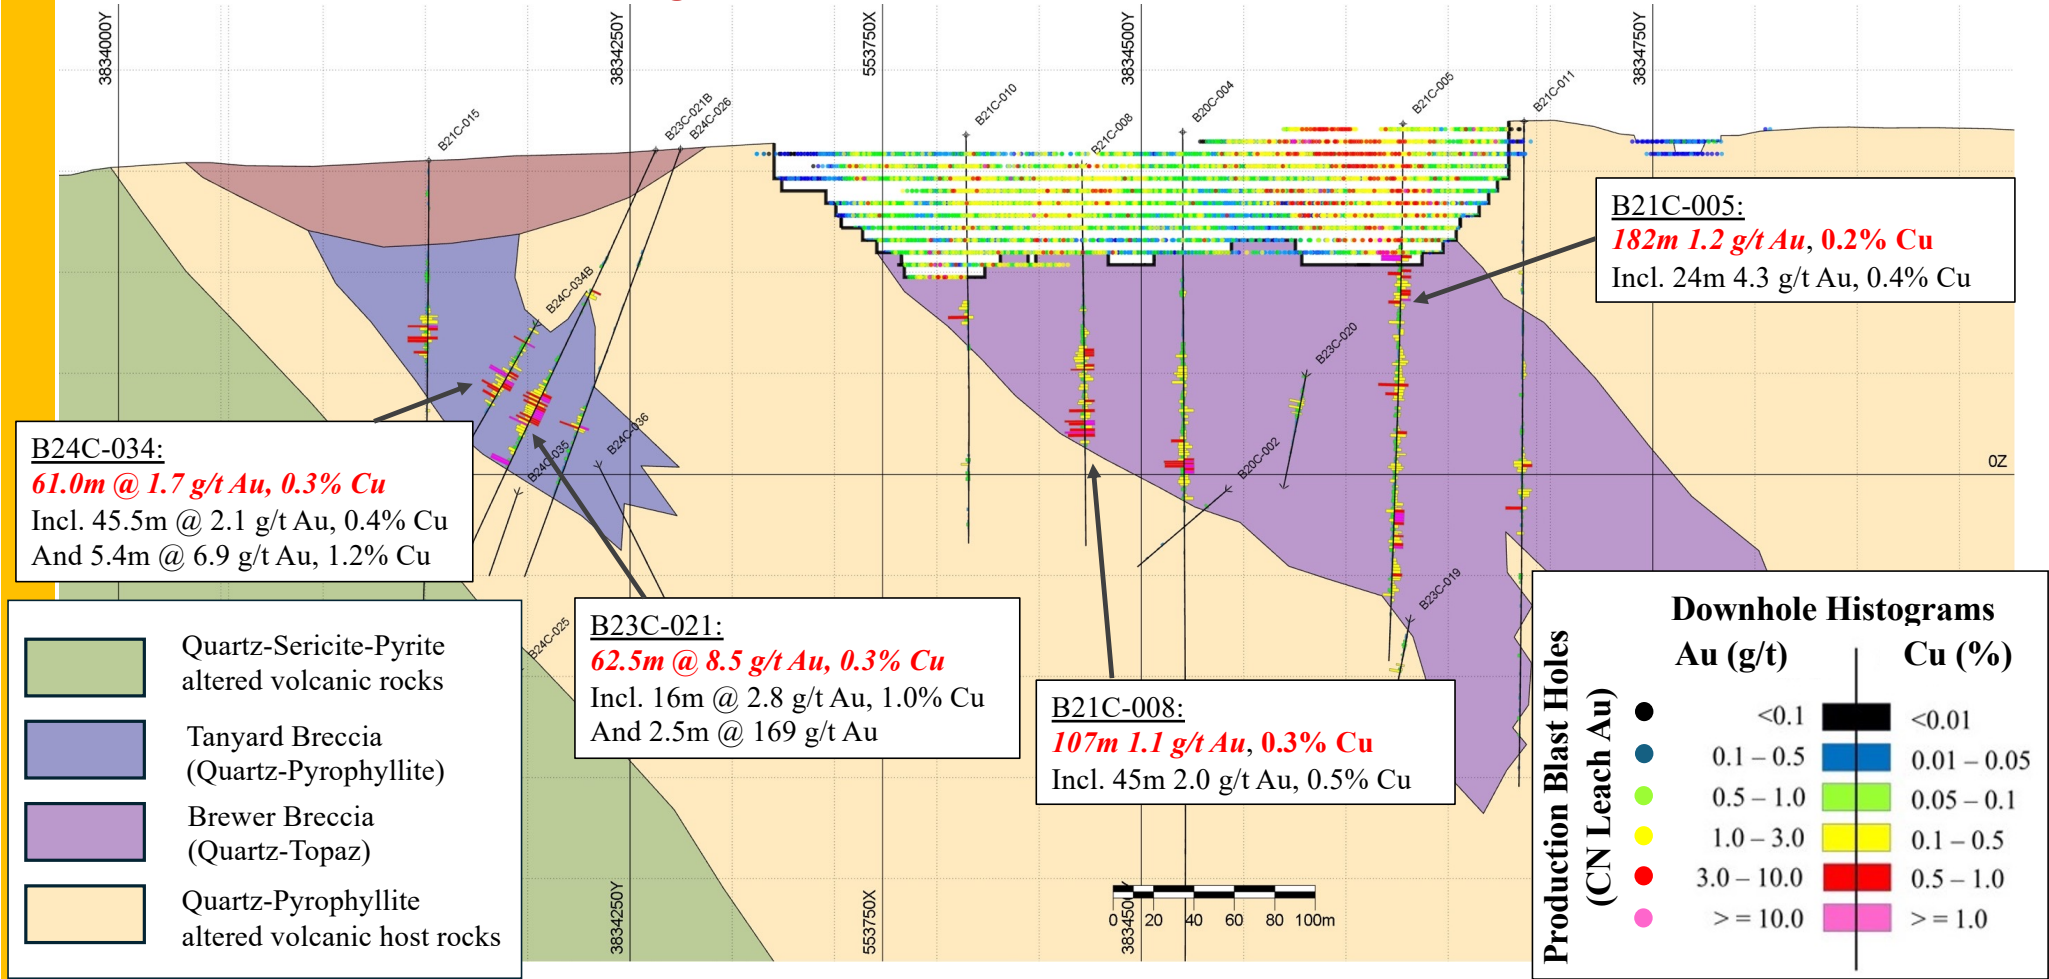 3834000Y
3834250Y
553750X
3834500Y
3834750Y
B21C-015
B23C-021B
B24C-026
B21C-010
B21C-008
B20C-004
B21C-005
B21C-011
B24C-034B
B24C-035
B24C-036
B23C-020
B20C-002
B23C-019
B24C-025
0Z
B21C-005:
182m 1.2 g/t Au, 0.2% Cu
Incl. 24m 4.3 g/t Au, 0.4% Cu
B24C-034:
61.0m @ 1.7 g/t Au, 0.3% Cu
Incl. 45.5m @ 2.1 g/t Au, 0.4% Cu
And 5.4m @ 6.9 g/t Au, 1.2% Cu
B23C-021:
62.5m @ 8.5 g/t Au, 0.3% Cu
Incl. 16m @ 2.8 g/t Au, 1.0% Cu
And 2.5m @ 169 g/t Au
B21C-008:
107m 1.1 g/t Au, 0.3% Cu
Incl. 45m 2.0 g/t Au, 0.5% Cu
Quartz-Sericite-Pyrite
altered volcanic rocks
Tanyard Breccia
(Quartz-Pyrophyllite)
Brewer Breccia
(Quartz-Topaz)
Quartz-Pyrophyllite
altered volcanic host rocks
3834250Y
553750X
0 20 40 60 80 100m
Production Blast Holes
(CN Leach Au)
Downhole Histograms
Au (g/t) Cu (%)
<0.1 <0.01
0.1 – 0.5 0.01 – 0.05
0.5 – 1.0 0.05 – 0.1
1.0 – 3.0 0.1 – 0.5
3.0 – 10.0 0.5 – 1.0
> = 10.0 > = 1.0